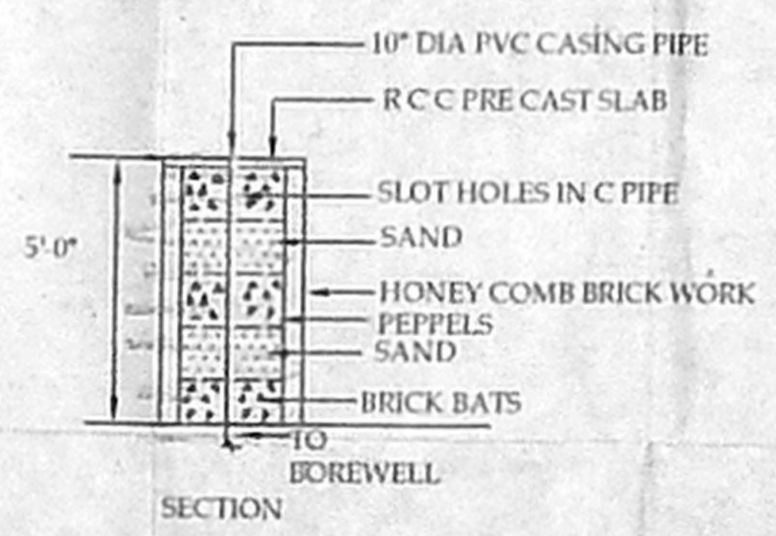 10" DIA PVC CASING PIPE
R C C PRE CAST SLAB
SLOT HOLES IN C PIPE
SAND
5'-0"
HONEY COMB BRICK WORK
PEPPELS
SAND
BRICK BATS
TO
BOREWELL
SECTION